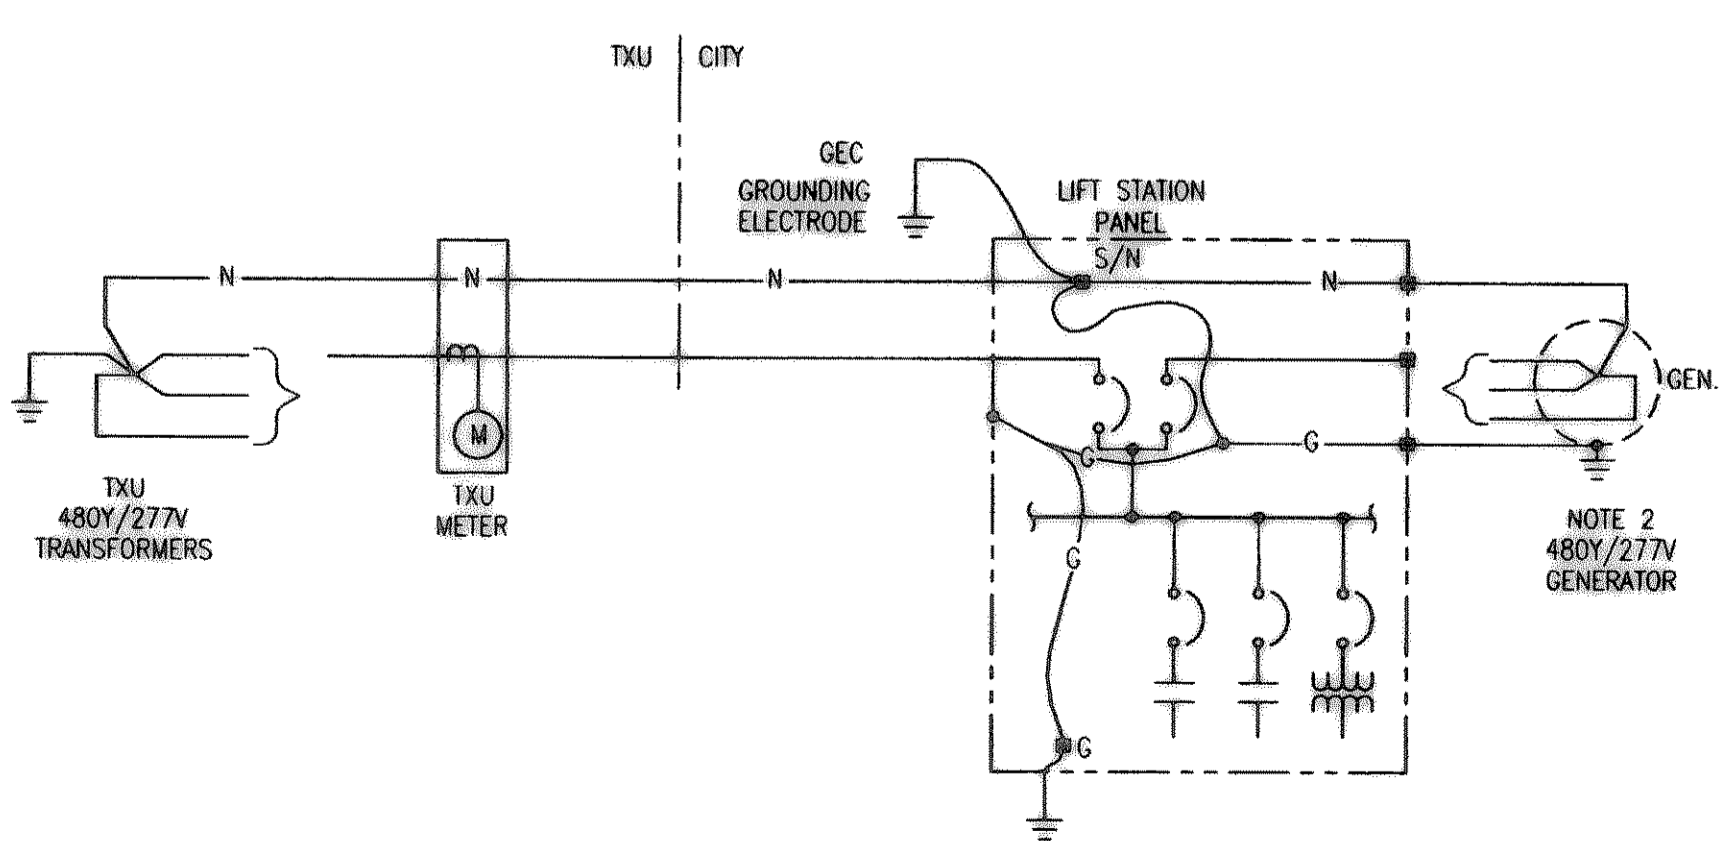 TXU
CITY
GEC
GROUNDING
ELECTRODE
LIFT STATION
PANEL
S/N
N
N
N
N
M
G
G
G
G
GEN.
TXU
480Y/277V
TRANSFORMERS
TXU
METER
NOTE 2
480Y/277V
GENERATOR